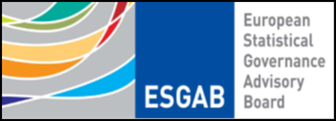 ESGAB
European
Statistical
Governance
Advisory
Board